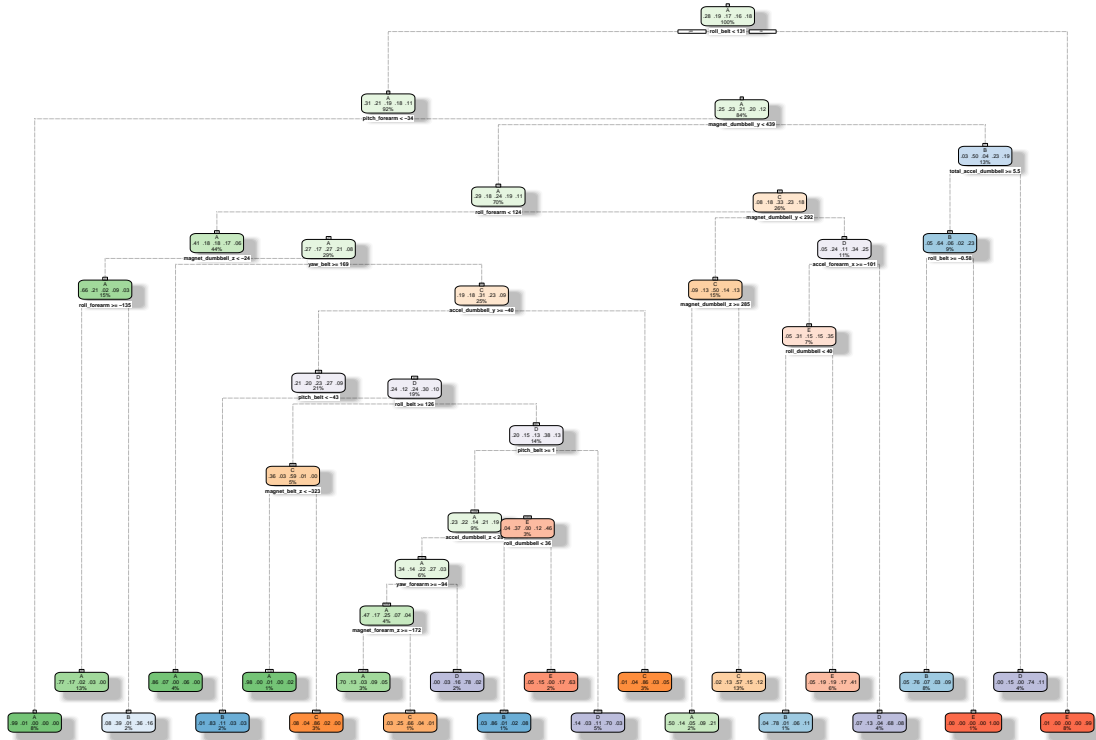 A
.28 .19 .17 .16 .18
100%
roll_belt < 131
A
.31 .21 .19 .18 .11
92%
pitch_forearm < −34
A
.25 .23 .21 .20 .12
84%
magnet_dumbbell_y < 439
B
.03 .50 .04 .23 .19
13%
total_accel_dumbbell >= 5.5
A
.29 .18 .24 .19 .11
70%
roll_forearm < 124
C
.08 .18 .33 .23 .18
26%
magnet_dumbbell_y < 292
A
.41 .18 .18 .17 .06
44%
magnet_dumbbell_z < −24
A
.27 .17 .27 .21 .08
29%
yaw_belt >= 169
D
.05 .24 .11 .34 .25
11%
accel_forearm_x >= −101
B
.05 .64 .06 .02 .23
9%
roll_belt >= −0.58
A
.66 .21 .02 .09 .03
15%
roll_forearm >= −135
C
.19 .18 .31 .23 .09
25%
accel_dumbbell_y >= −40
C
.09 .13 .50 .14 .13
15%
magnet_dumbbell_z >= 285
E
.05 .31 .15 .15 .35
7%
roll_dumbbell < 40
D
.21 .20 .23 .27 .09
21%
pitch_belt < −43
D
.24 .12 .24 .30 .10
19%
roll_belt >= 126
D
.20 .15 .13 .38 .13
14%
pitch_belt >= 1
C
.36 .03 .59 .01 .00
5%
magnet_belt_z < −323
A
.23 .22 .14 .21 .19
9%
accel_dumbbell_z <
E
.04 .37 .00 .12 .46
3%
roll_dumbbell < 36
A
.34 .14 .22 .27 .03
6%
yaw_forearm >= −94
A
.47 .17 .25 .07 .04
4%
magnet_forearm_z >= −172
A
.77 .17 .02 .03 .00
13%
A
.86 .07 .00 .06 .00
4%
A
.98 .00 .01 .00 .02
1%
A
.70 .13 .03 .09 .05
3%
D
.00 .03 .16 .78 .02
2%
E
.05 .15 .00 .17 .63
2%
C
.01 .04 .86 .03 .05
3%
C
.02 .13 .57 .15 .12
13%
E
.05 .19 .19 .17 .41
6%
B
.05 .76 .07 .03 .09
8%
D
.00 .15 .00 .74 .11
4%
A
.99 .01 .00 .00 .00
8%
B
.08 .39 .01 .36 .16
2%
B
.01 .83 .11 .03 .03
2%
C
.08 .04 .86 .02 .00
3%
C
.03 .25 .66 .04 .01
1%
B
.03 .86 .01 .02 .08
1%
D
.14 .03 .11 .70 .03
5%
A
.50 .14 .05 .09 .21
2%
B
.04 .78 .01 .06 .11
1%
D
.07 .13 .04 .68 .08
4%
E
.00 .00 .00 .00 1.00
1%
E
.01 .00 .00 .00 .99
8%